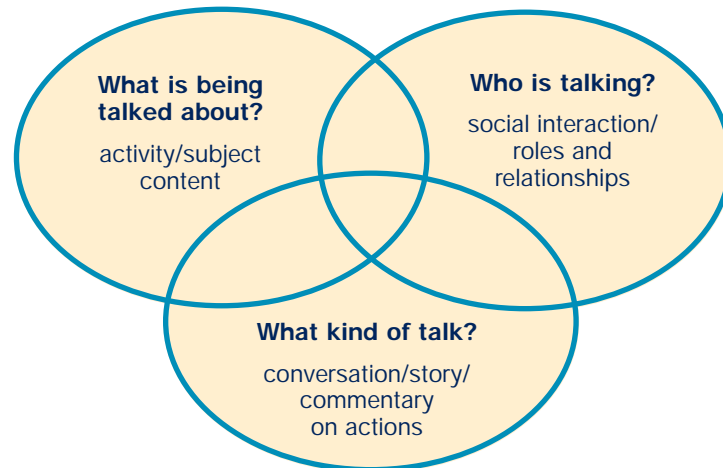 What is being
talked about?
activity/subject
content
Who is talking?
social interaction/
roles and
relationships
What kind of talk?
conversation/story/
commentary
on actions